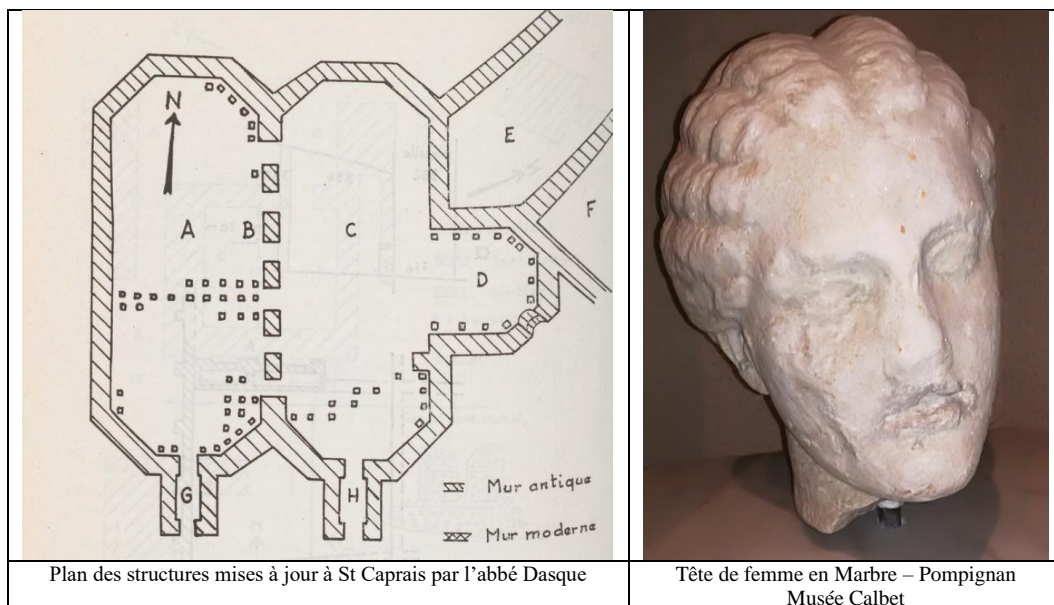 N
A
B
C
D
E
F
G
H
Mur antique
Mur moderne
Plan des structures mises à jour à St Caprais par l'abbé Dasque
Tête de femme en Marbre – Pompignan
Musée Calbet